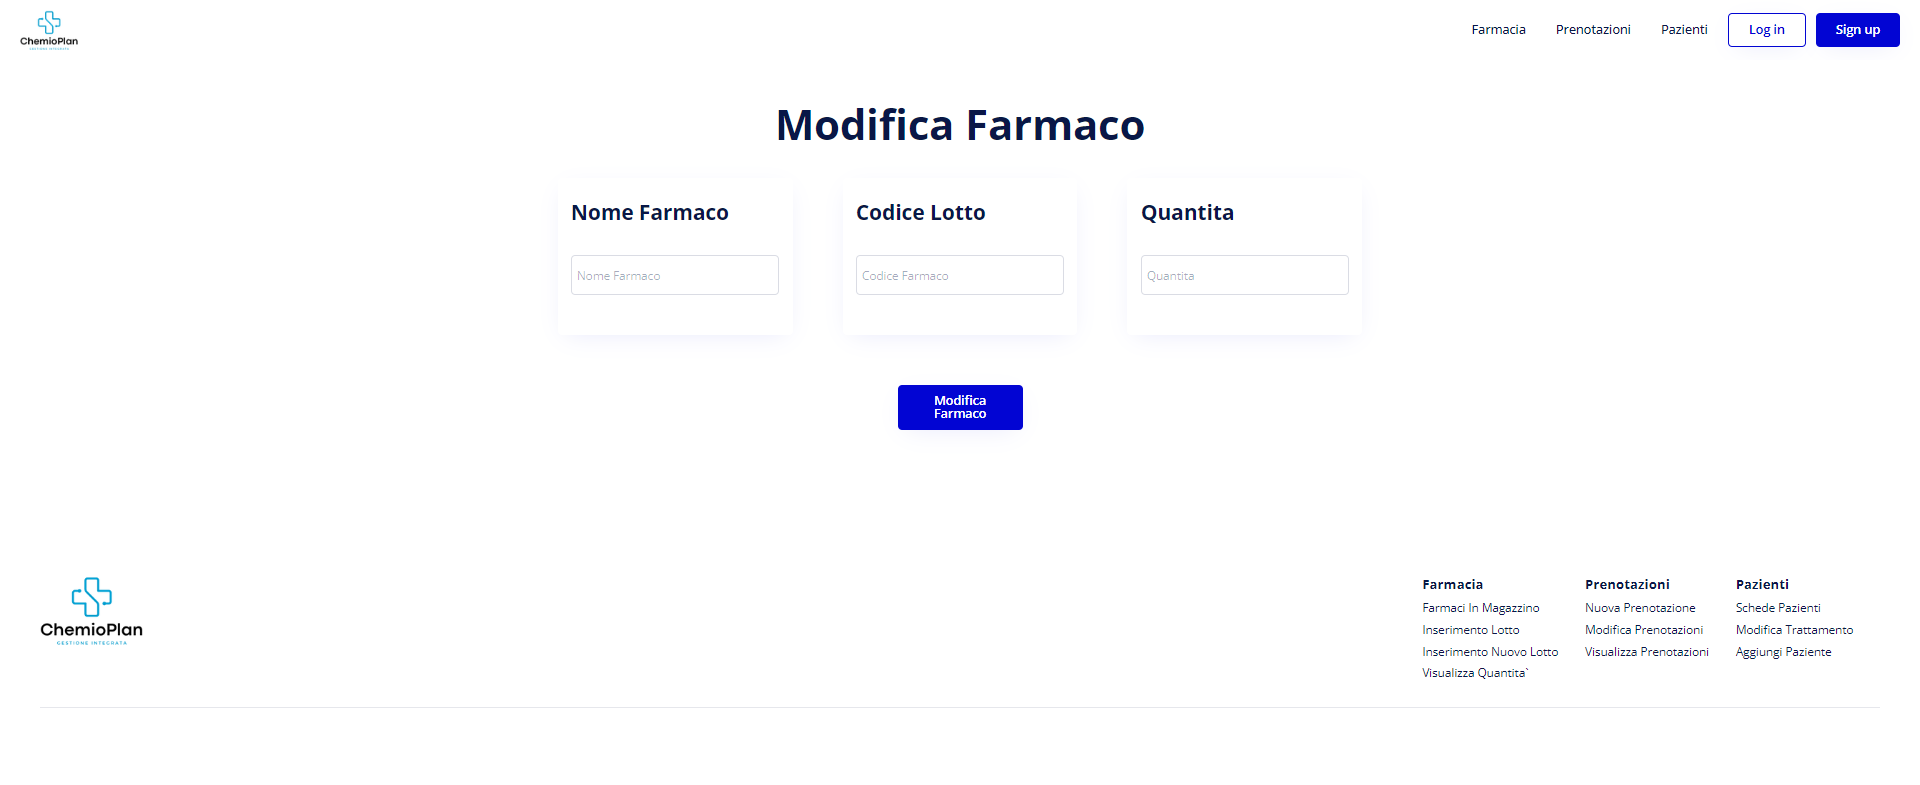 ChemioPlan
GESTIONE INTEGRATA
Farmacia
Prenotazioni
Pazienti
Log in
Sign up
Modifica Farmaco
Nome Farmaco
Codice Lotto
Quantita
Nome Farmaco
Codice Farmaco
Quantita
Modifica
Farmaco
ChemioPlan
GESTIONE INTEGRATA
Farmacia
Farmaci In Magazzino
Inserimento Lotto
Inserimento Nuovo Lotto
Visualizza Quantita`
Prenotazioni
Nuova Prenotazione
Modifica Prenotazioni
Visualizza Prenotazioni
Pazienti
Schede Pazienti
Modifica Trattamento
Aggiungi Paziente